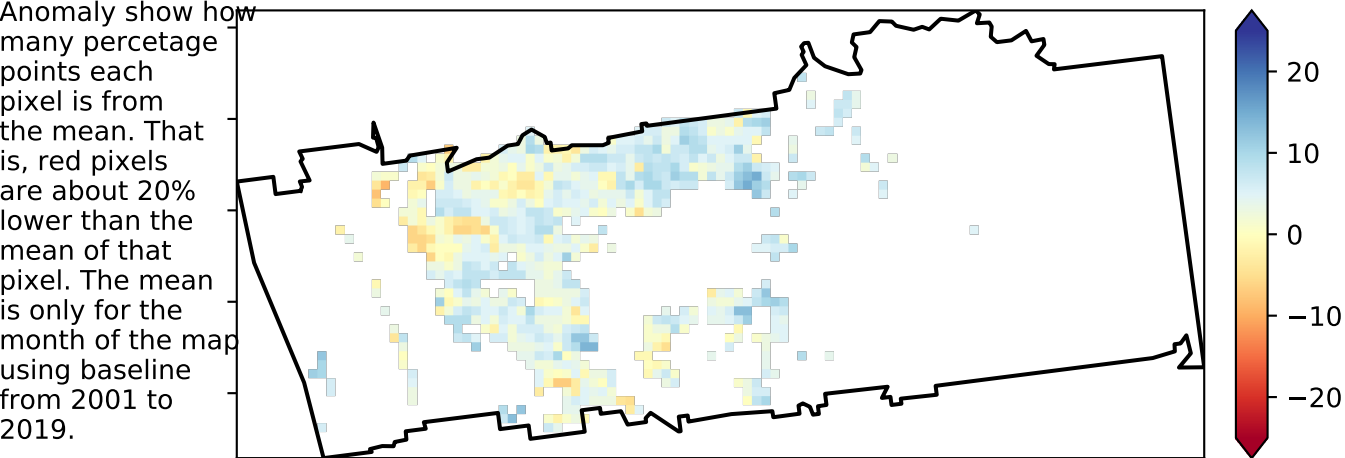 Anomaly show how
many percetage
points each
pixel is from
the mean. That
is, red pixels
are about 20%
lower than the
mean of that
pixel. The mean
is only for the
month of the map
using baseline
from 2001 to
2019.
20
10
0
−10
−20